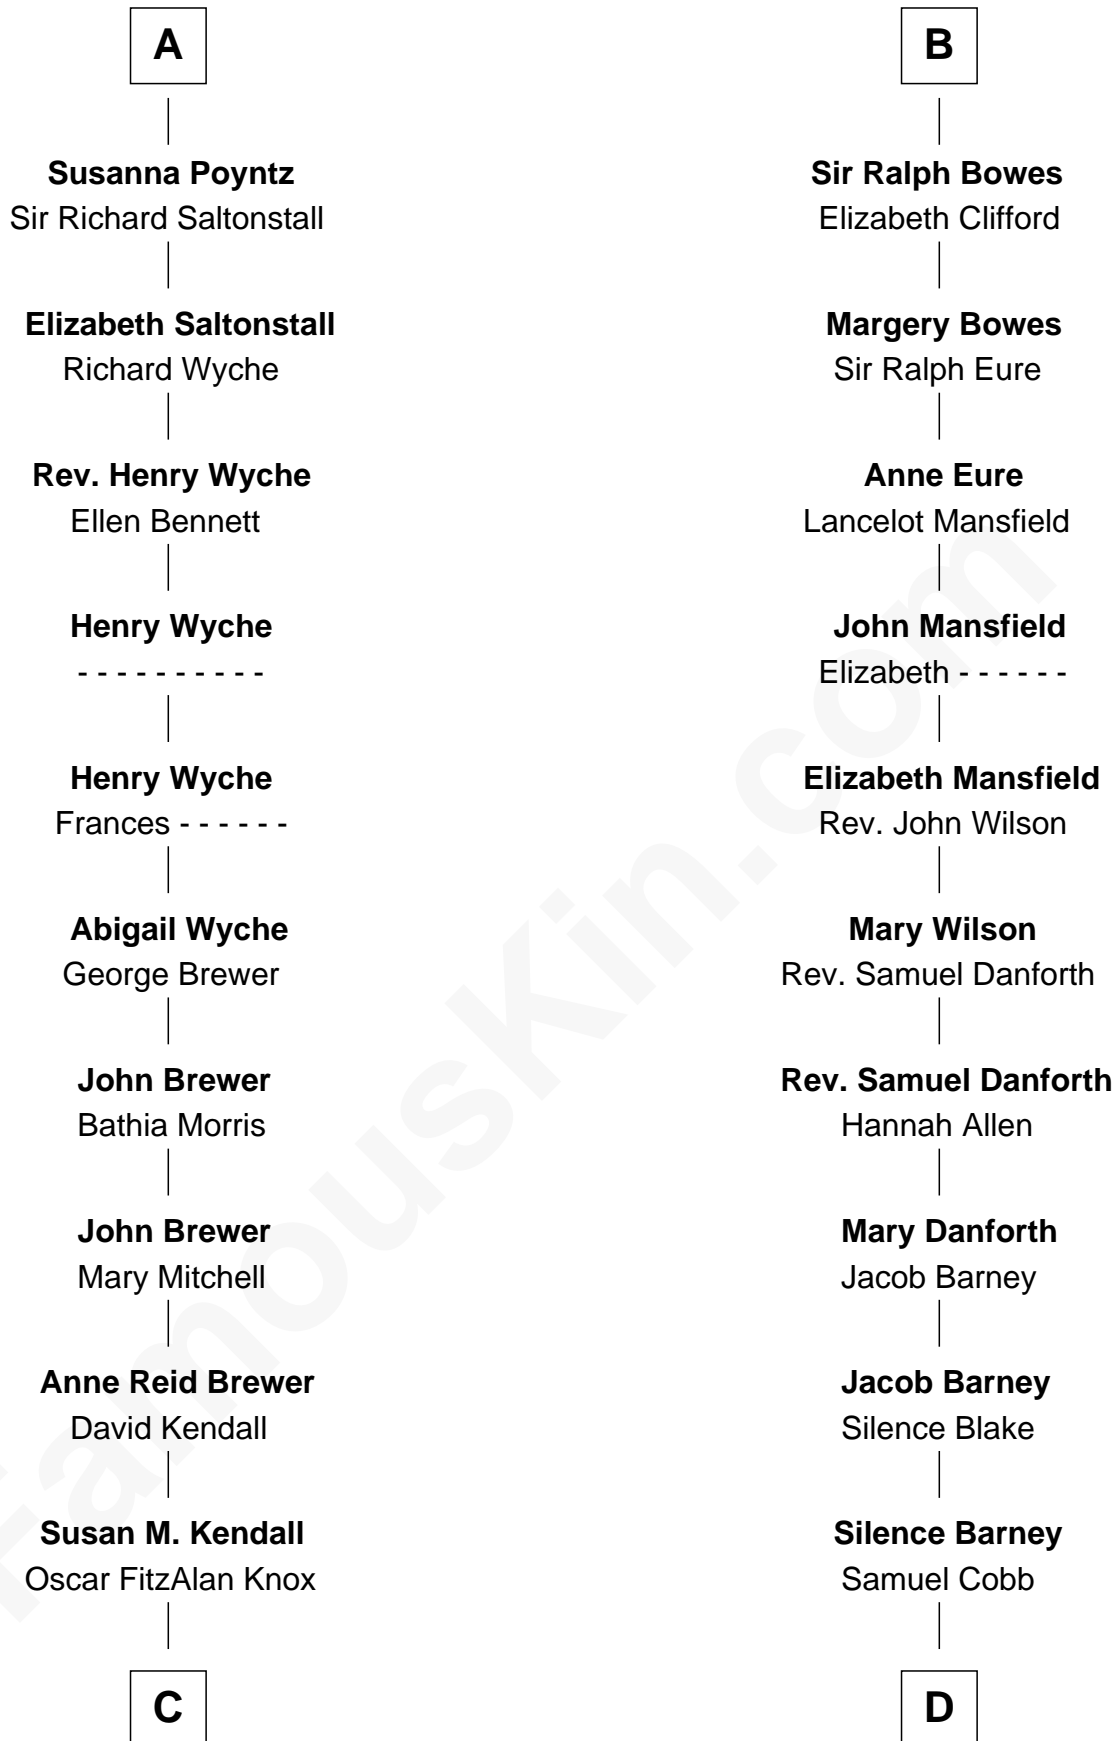 A
Susanna Poyntz
Sir Richard Saltonstall
Elizabeth Saltonstall
Richard Wyche
Rev. Henry Wyche
Ellen Bennett
Henry Wyche
- - - - - - - - - -
Henry Wyche
Frances - - - - - -
Abigail Wyche
George Brewer
John Brewer
Bathia Morris
John Brewer
Mary Mitchell
Anne Reid Brewer
David Kendall
Susan M. Kendall
Oscar FitzAlan Knox
C
B
Sir Ralph Bowes
Elizabeth Clifford
Margery Bowes
Sir Ralph Eure
Anne Eure
Lancelot Mansfield
John Mansfield
Elizabeth - - - - - -
Elizabeth Mansfield
Rev. John Wilson
Mary Wilson
Rev. Samuel Danforth
Rev. Samuel Danforth
Hannah Allen
Mary Danforth
Jacob Barney
Jacob Barney
Silence Blake
Silence Barney
Samuel Cobb
D
FamousKin.com